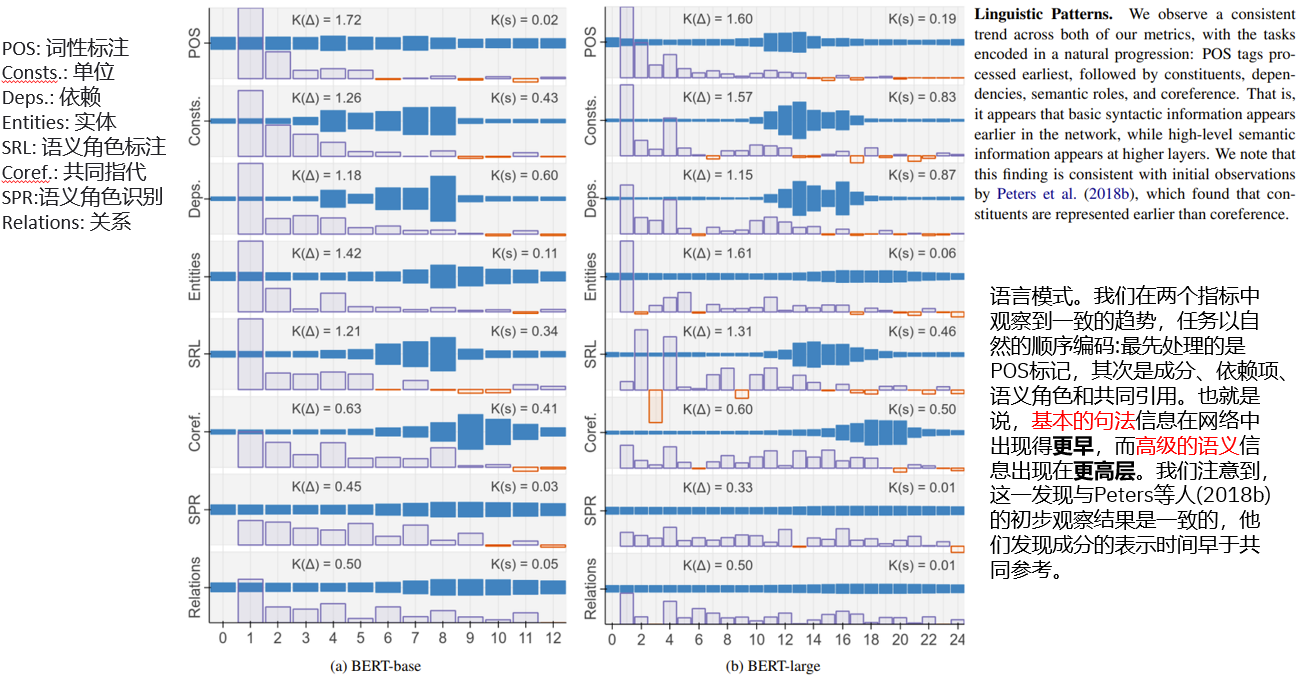 POS: 词性标注
Consts.: 单位
Deps.: 依赖
Entities: 实体
SRL: 语义角色标注
Coref.: 共同指代
SPR:语义角色识别
Relations: 关系
POS
K(Δ) = 1.72
K(s) = 0.02
Consts.
K(Δ) = 1.26
K(s) = 0.43
Deps.
K(Δ) = 1.18
K(s) = 0.60
Entities
K(Δ) = 1.42
K(s) = 0.11
SRL
K(Δ) = 1.21
K(s) = 0.34
Coref.
K(Δ) = 0.63
K(s) = 0.41
SPR
K(Δ) = 0.45
K(s) = 0.03
Relations
K(Δ) = 0.50
K(s) = 0.05
0 1 2 3 4 5 6 7 8 9 10 11 12
(a) BERT-base
POS
K(Δ) = 1.60
K(s) = 0.19
Consts.
K(Δ) = 1.57
K(s) = 0.83
Deps.
K(Δ) = 1.15
K(s) = 0.87
Entities
K(Δ) = 1.61
K(s) = 0.06
SRL
K(Δ) = 1.31
K(s) = 0.46
Coref.
K(Δ) = 0.60
K(s) = 0.50
SPR
K(Δ) = 0.33
K(s) = 0.01
Relations
K(Δ) = 0.50
K(s) = 0.01
0 2 4 6 8 10 12 14 16 18 20 22 24
(b) BERT-large
Linguistic Patterns. We observe a consistent
trend across both of our metrics, with the tasks
encoded in a natural progression: POS tags pro-
cessed earliest, followed by constituents, depen-
dencies, semantic roles, and coreference. That is,
it appears that basic syntactic information appears
earlier in the network, while high-level semantic
information appears at higher layers. We note that
this finding is consistent with initial observations
by Peters et al. (2018b), which found that con-
stituents are represented earlier than coreference.
语言模式。我们在两个指标中
观察到一致的趋势，任务以自
然的顺序编码:最先处理的是
POS标记，其次是成分、依赖项、
语义角色和共同引用。也就是
说，基本的句法信息在网络中
出现得更早，而高级的语义信
息出现在更高层。我们注意到，
这一发现与Peters等人(2018b)
的初步观察结果是一致的，他
们发现成分的表示时间早于共
同参考。